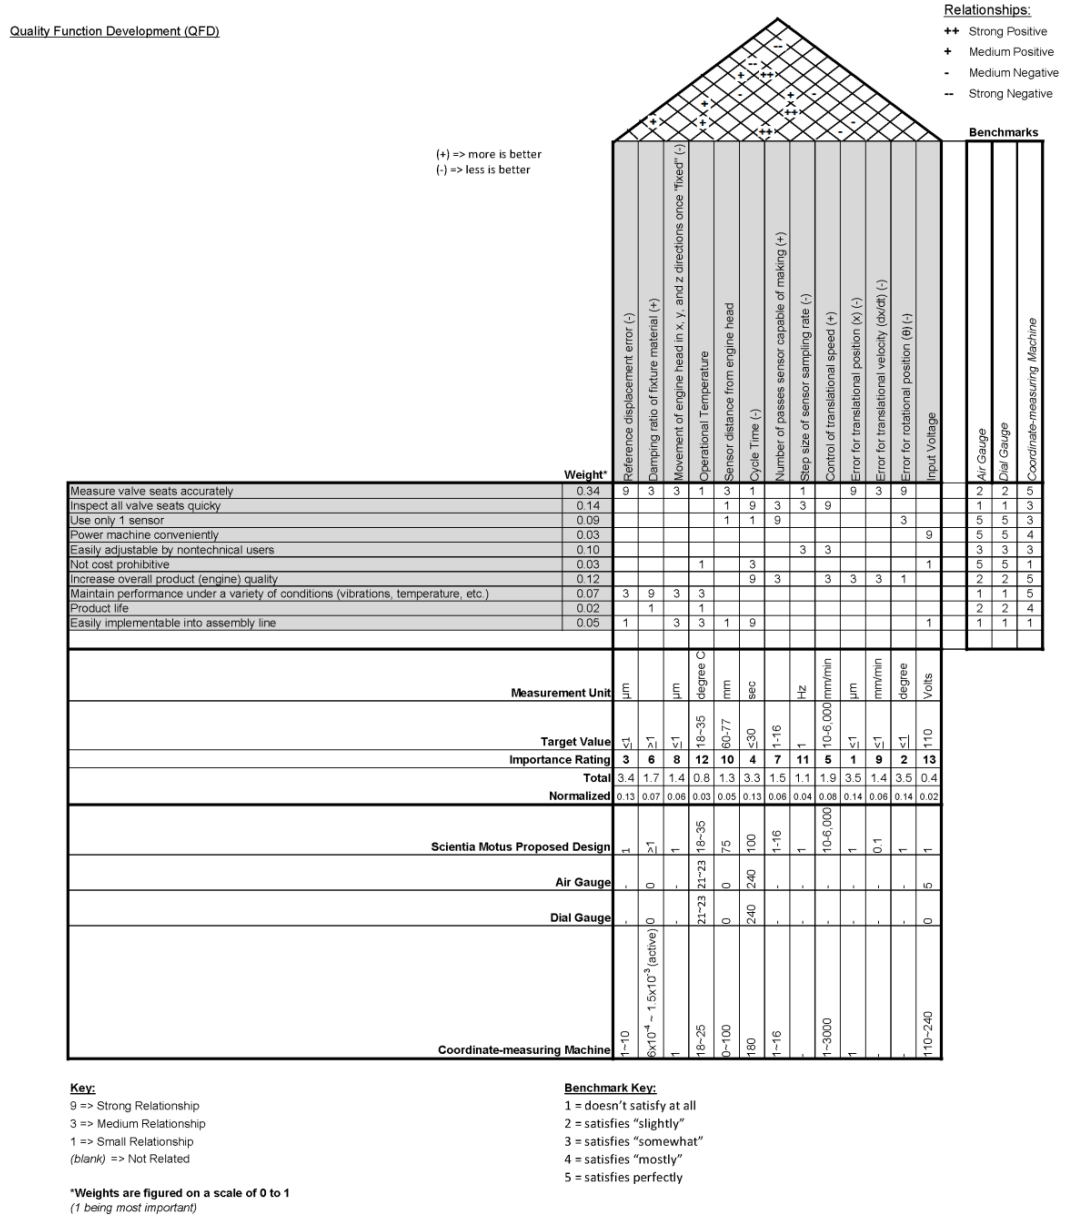 Quality Function Development (QFD)
Relationships:
++ Strong Positive
+ Medium Positive
- Medium Negative
-- Strong Negative
(+) => more is better
(-) => less is better
Benchmarks
Weight*
Reference displacement error (-)
Damping ratio of fixture material (+)
Movement of engine head in x, y, and z directions once "fixed" (-)
Operational Temperature
Sensor distance from engine head
Cycle Time (-)
Number of passes sensor capable of making (+)
Step size of sensor sampling rate (-)
Control of translational speed (+)
Error for translational position (x) (-)
Error for translational velocity (dx/dt) (-)
Error for rotational position (θ) (-)
Input Voltage
Air Gauge
Dial Gauge
Coordinate-measuring Machine
Measure valve seats accurately 0.34 9 3 3 1 3 1 1 9 3 9 2 2 5
Inspect all valve seats quicky 0.14 1 9 3 3 9 1 1 3
Use only 1 sensor 0.09 1 1 9 3 5 5 3
Power machine conveniently 0.03 9 5 5 4
Easily adjustable by nontechnical users 0.10 3 3 3 3 3
Not cost prohibitive 0.03 1 3 1 5 5 1
Increase overall product (engine) quality 0.12 9 3 3 3 3 1 2 2 5
Maintain performance under a variety of conditions (vibrations, temperature, etc.) 0.07 3 9 3 3 1 1 5
Product life 0.02 1 1 2 2 4
Easily implementable into assembly line 0.05 1 3 3 1 9 1 1 1 1
Measurement Unit µm µm degree C mm sec Hz mm/min µm mm/min degree Volts
Target Value ≤1 ≥1 ≤1 18~35 60-77 ≤30 1-16 1 10-6,000 ≤1 ≤1 ≤1 110
Importance Rating 3 6 8 12 10 4 7 11 5 1 9 2 13
Total 3.4 1.7 1.4 0.8 1.3 3.3 1.5 1.1 1.9 3.5 1.4 3.5 0.4
Normalized 0.13 0.07 0.06 0.03 0.05 0.13 0.06 0.04 0.08 0.14 0.06 0.14 0.02
Scientia Motus Proposed Design 1 ≥1 1 18~35 75 100 1-16 1 10-6,000 1 0.1 1 1
Air Gauge - 0 - 21~23 0 240 - - - - - - 5
Dial Gauge - 0 - 21~23 0 240 - - - - - - 0
Coordinate-measuring Machine 1~10 6x10⁻⁴ ~ 1.5x10⁻³ (active) 1 18~25 0~100 180 1~16 - 1~3000 1 - - 110~240
Key:
9 => Strong Relationship
3 => Medium Relationship
1 => Small Relationship
(blank) => Not Related
*Weights are figured on a scale of 0 to 1
(1 being most important)
Benchmark Key:
1 = doesn't satisfy at all
2 = satisfies "slightly"
3 = satisfies "somewhat"
4 = satisfies "mostly"
5 = satisfies perfectly